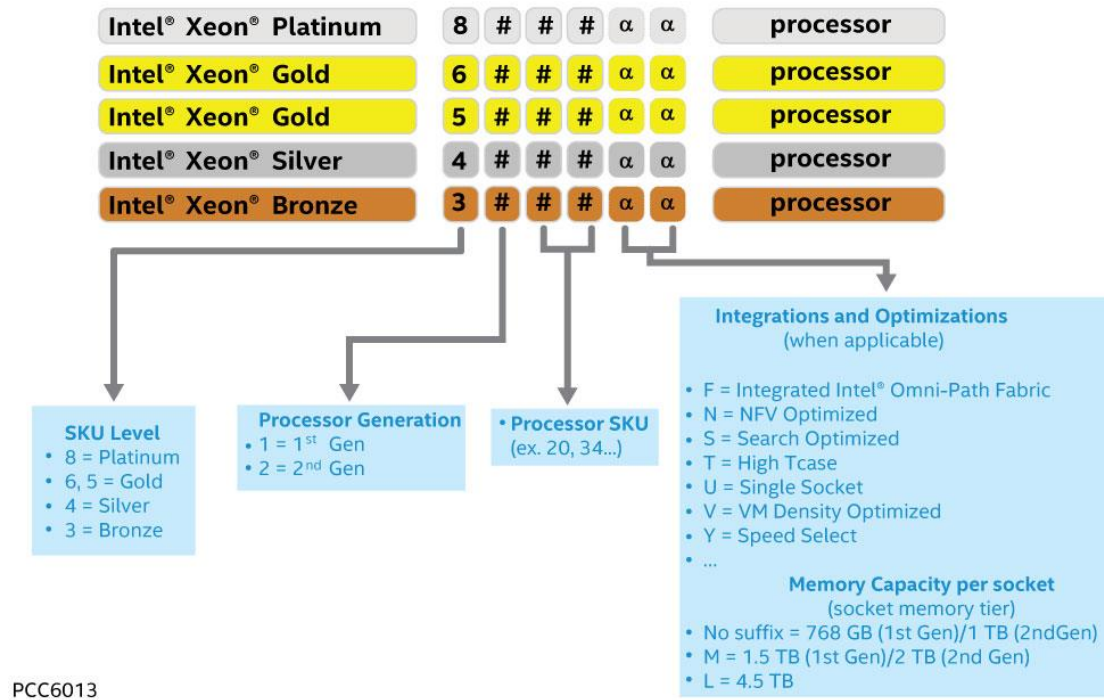 Intel® Xeon® Platinum 8 # # # α α processor
Intel® Xeon® Gold 6 # # # α α processor
Intel® Xeon® Gold 5 # # # α α processor
Intel® Xeon® Silver 4 # # # α α processor
Intel® Xeon® Bronze 3 # # # α α processor
SKU Level
• 8 = Platinum
• 6, 5 = Gold
• 4 = Silver
• 3 = Bronze
Processor Generation
• 1 = 1st Gen
• 2 = 2nd Gen
• Processor SKU
(ex. 20, 34...)
Integrations and Optimizations
(when applicable)
• F = Integrated Intel® Omni-Path Fabric
• N = NFV Optimized
• S = Search Optimized
• T = High Tcase
• U = Single Socket
• V = VM Density Optimized
• Y = Speed Select
• ...
Memory Capacity per socket
(socket memory tier)
• No suffix = 768 GB (1st Gen)/1 TB (2ndGen)
• M = 1.5 TB (1st Gen)/2 TB (2nd Gen)
• L = 4.5 TB
PCC6013